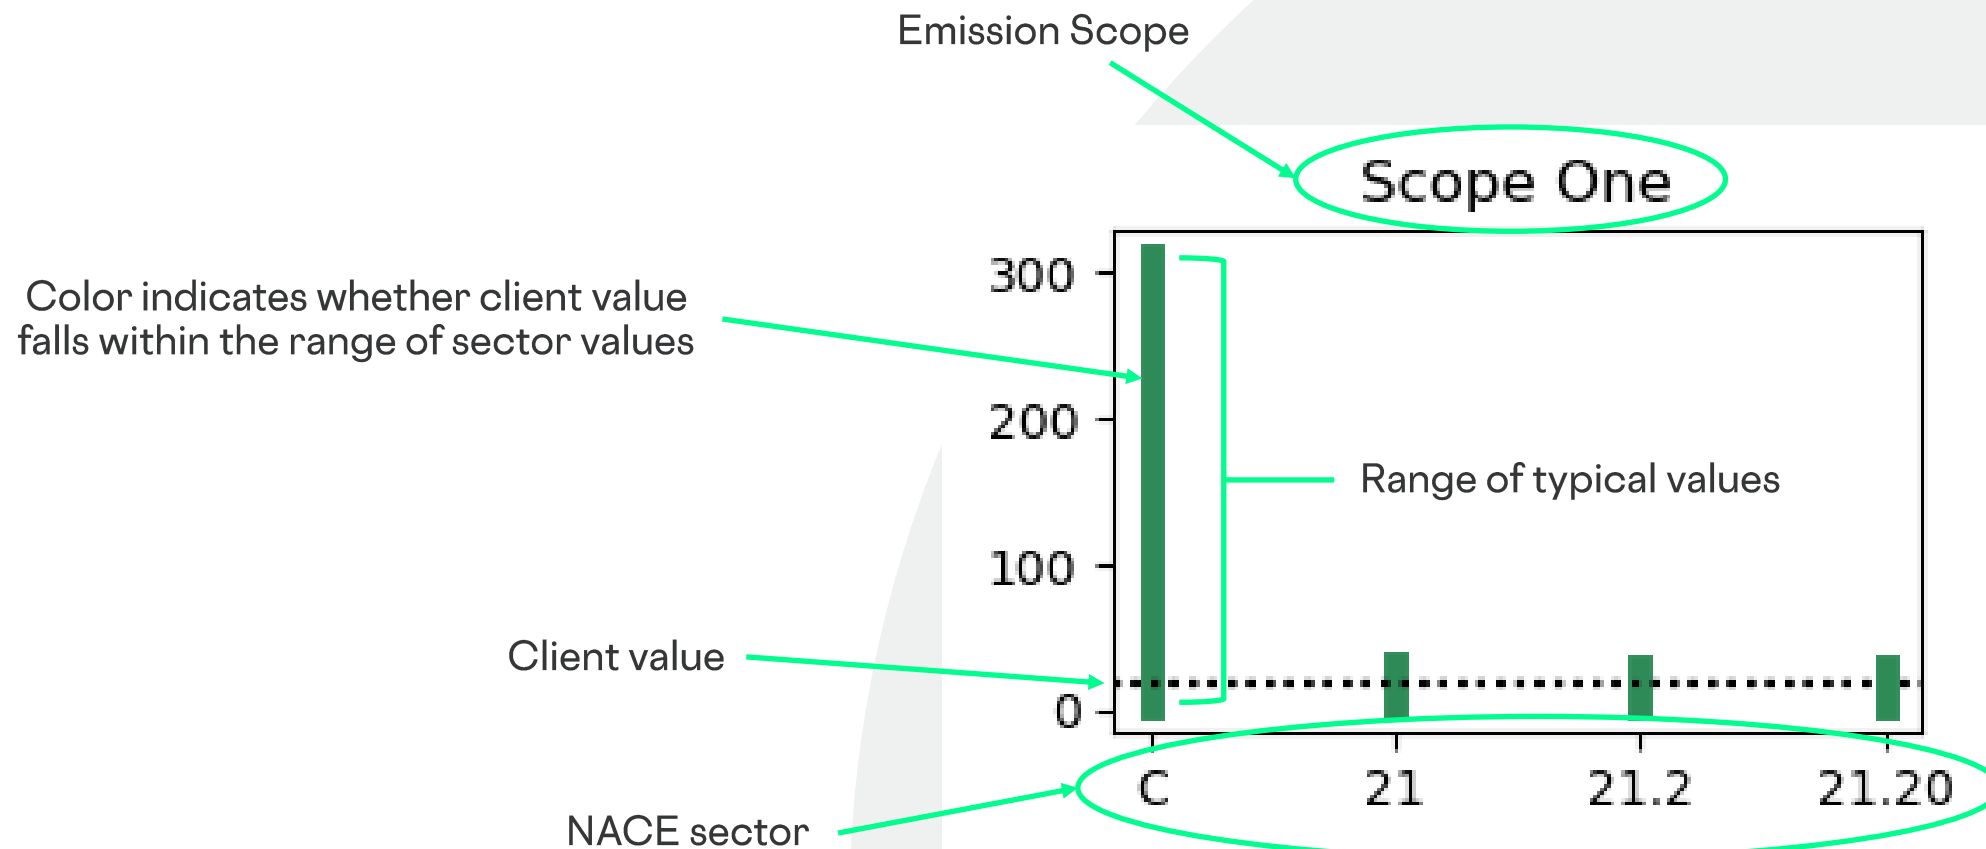 Emission Scope
Scope One
Color indicates whether client value
falls within the range of sector values
300
200
Range of typical values
100
Client value
0
C 21 21.2 21.20
NACE sector